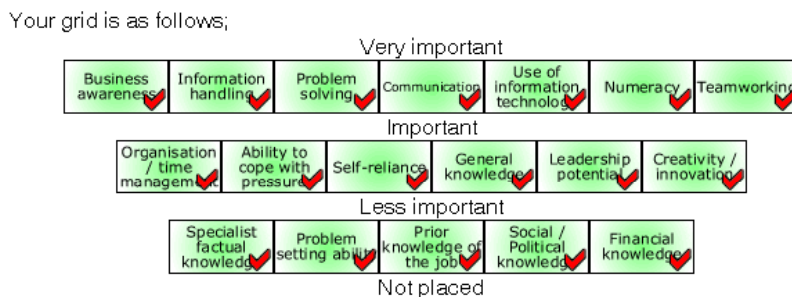 Your grid is as follows;
Very important
Business awareness
Information handling
Problem solving
Communication
Use of information technology
Numeracy
Teamworking
Important
Organisation / time management
Ability to cope with pressure
Self-reliance
General knowledge
Leadership potential
Creativity / innovation
Less important
Specialist factual knowledge
Problem setting ability
Prior knowledge of the job
Social / Political knowledge
Financial knowledge
Not placed